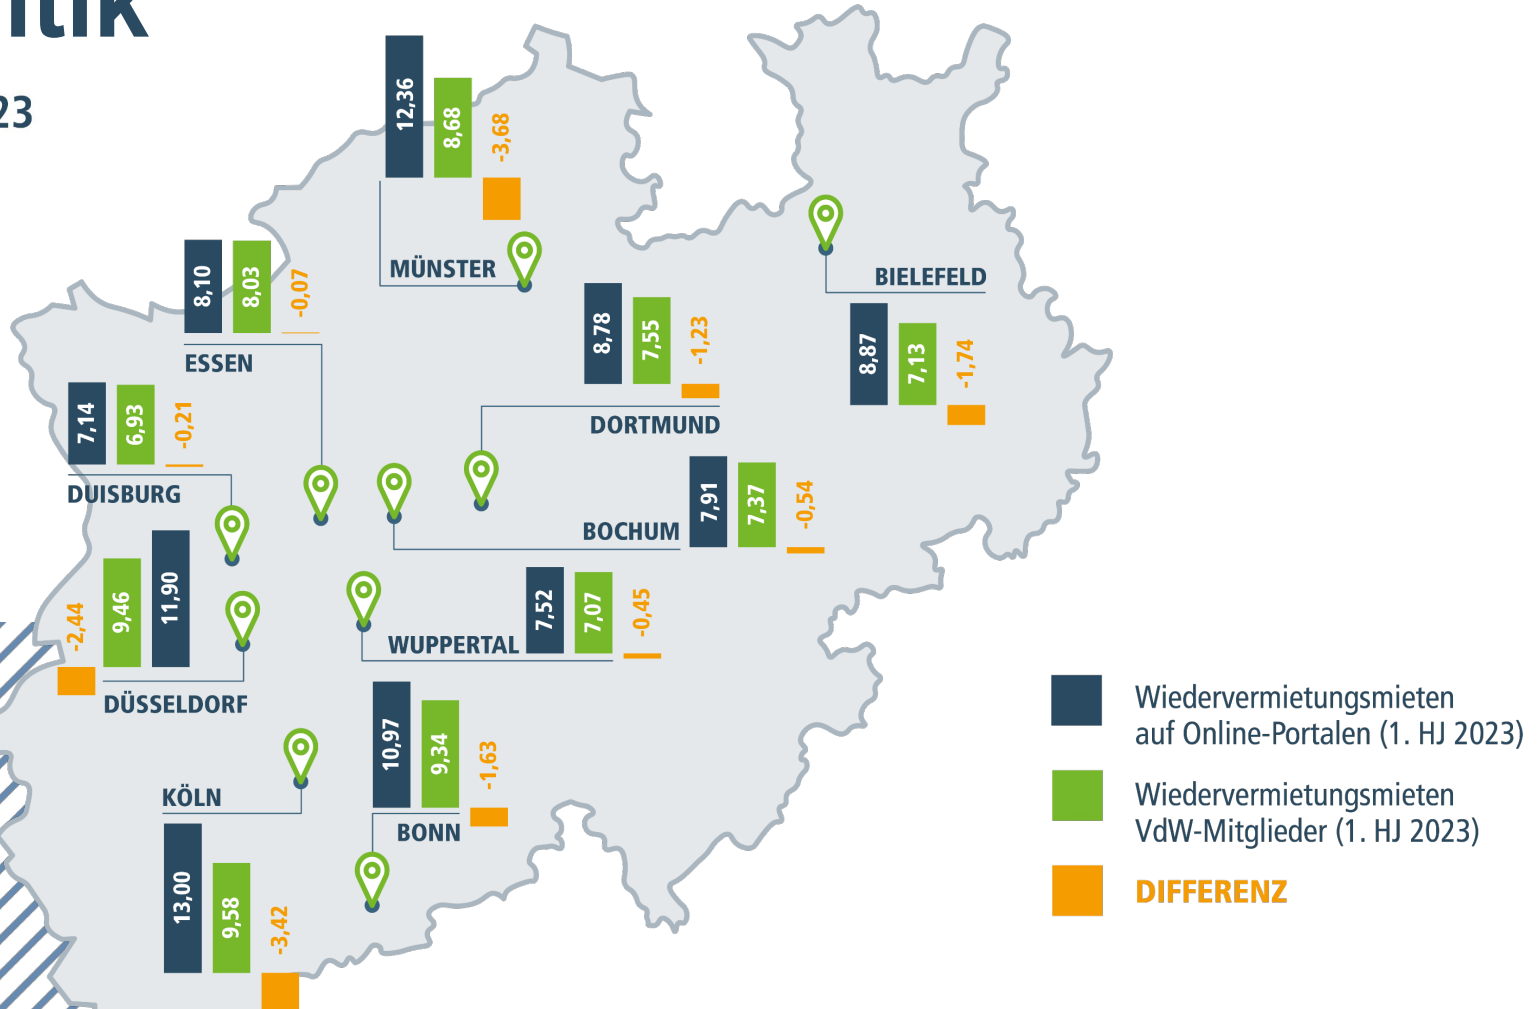 itik
23
12,36
8,68
-3,68
MÜNSTER
BIELEFELD
8,87
7,13
-1,74
8,10
8,03
-0,07
ESSEN
8,78
7,55
-1,23
DORTMUND
7,14
6,93
-0,21
DUISBURG
BOCHUM
7,91
7,37
-0,54
-2,44
9,46
11,90
DÜSSELDORF
WUPPERTAL
7,52
7,07
-0,45
10,97
9,34
-1,63
BONN
KÖLN
13,00
9,58
-3,42
Wiedervermietungsmieten
auf Online-Portalen (1. HJ 2023)
Wiedervermietungsmieten
VdW-Mitglieder (1. HJ 2023)
DIFFERENZ